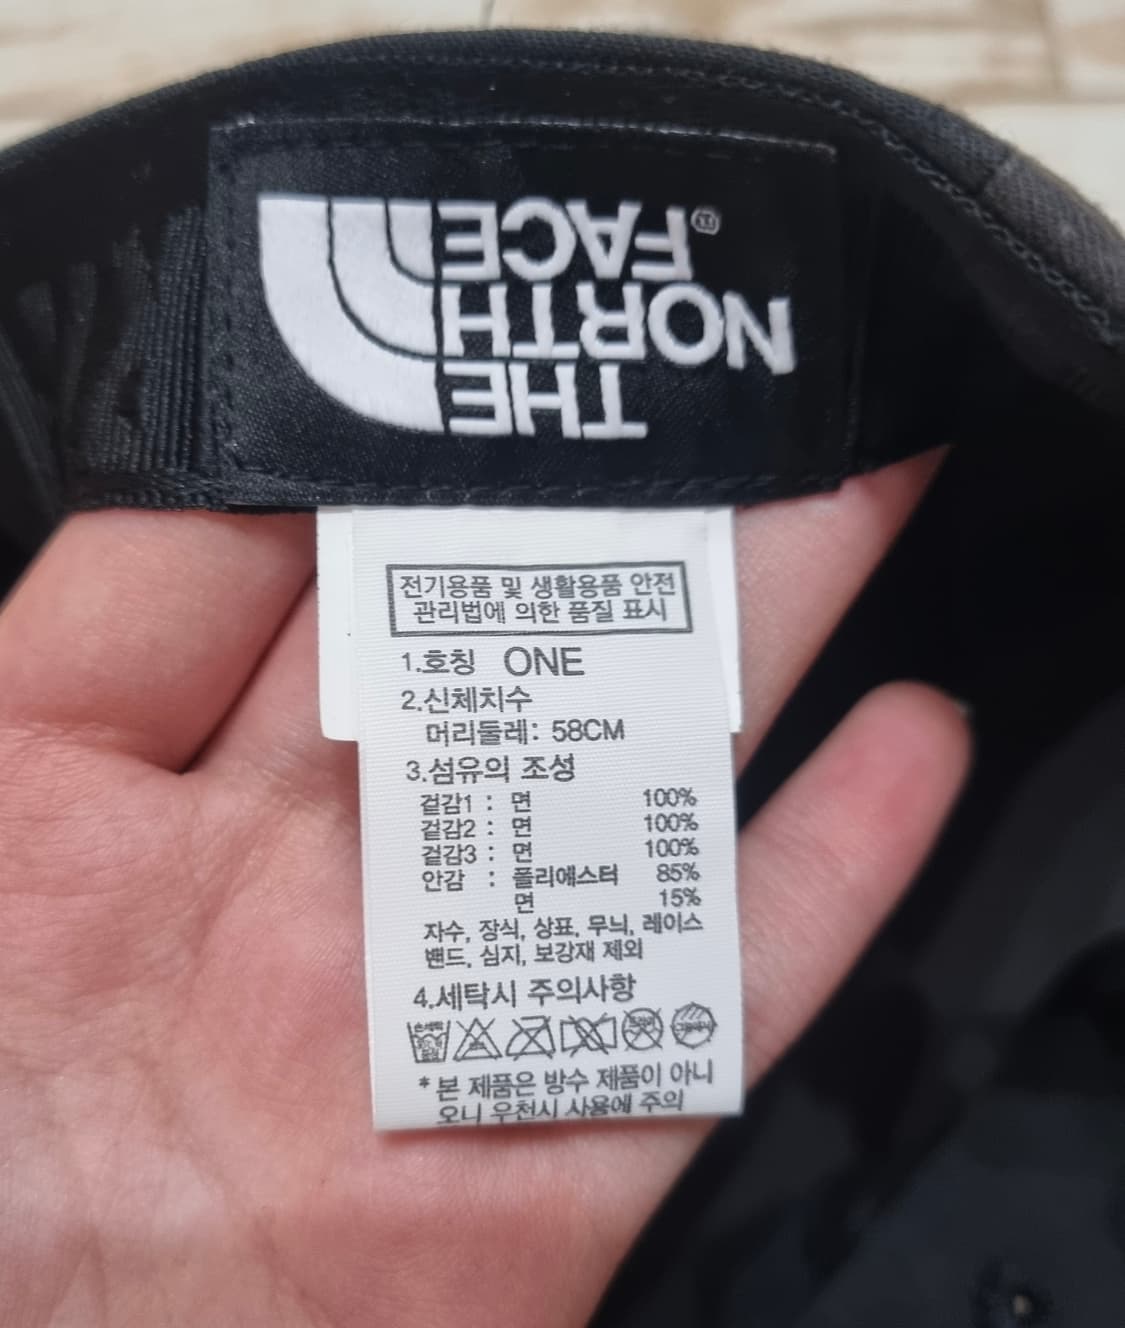 THE
NORTH
FACE®
전기용품 및 생활용품 안전
관리법에 의한 품질 표시
1.호칭 ONE
2.신체치수
머리둘레: 58CM
3.섬유의 조성
겉감1 : 면 100%
겉감2 : 면 100%
겉감3 : 면 100%
안감 : 폴리에스터 85%
면 15%
자수, 장식, 상표, 무늬, 레이스
밴드, 심지, 보강재 제외
4.세탁시 주의사항
* 본 제품은 방수 제품이 아니
오니 우천시 사용에 주의